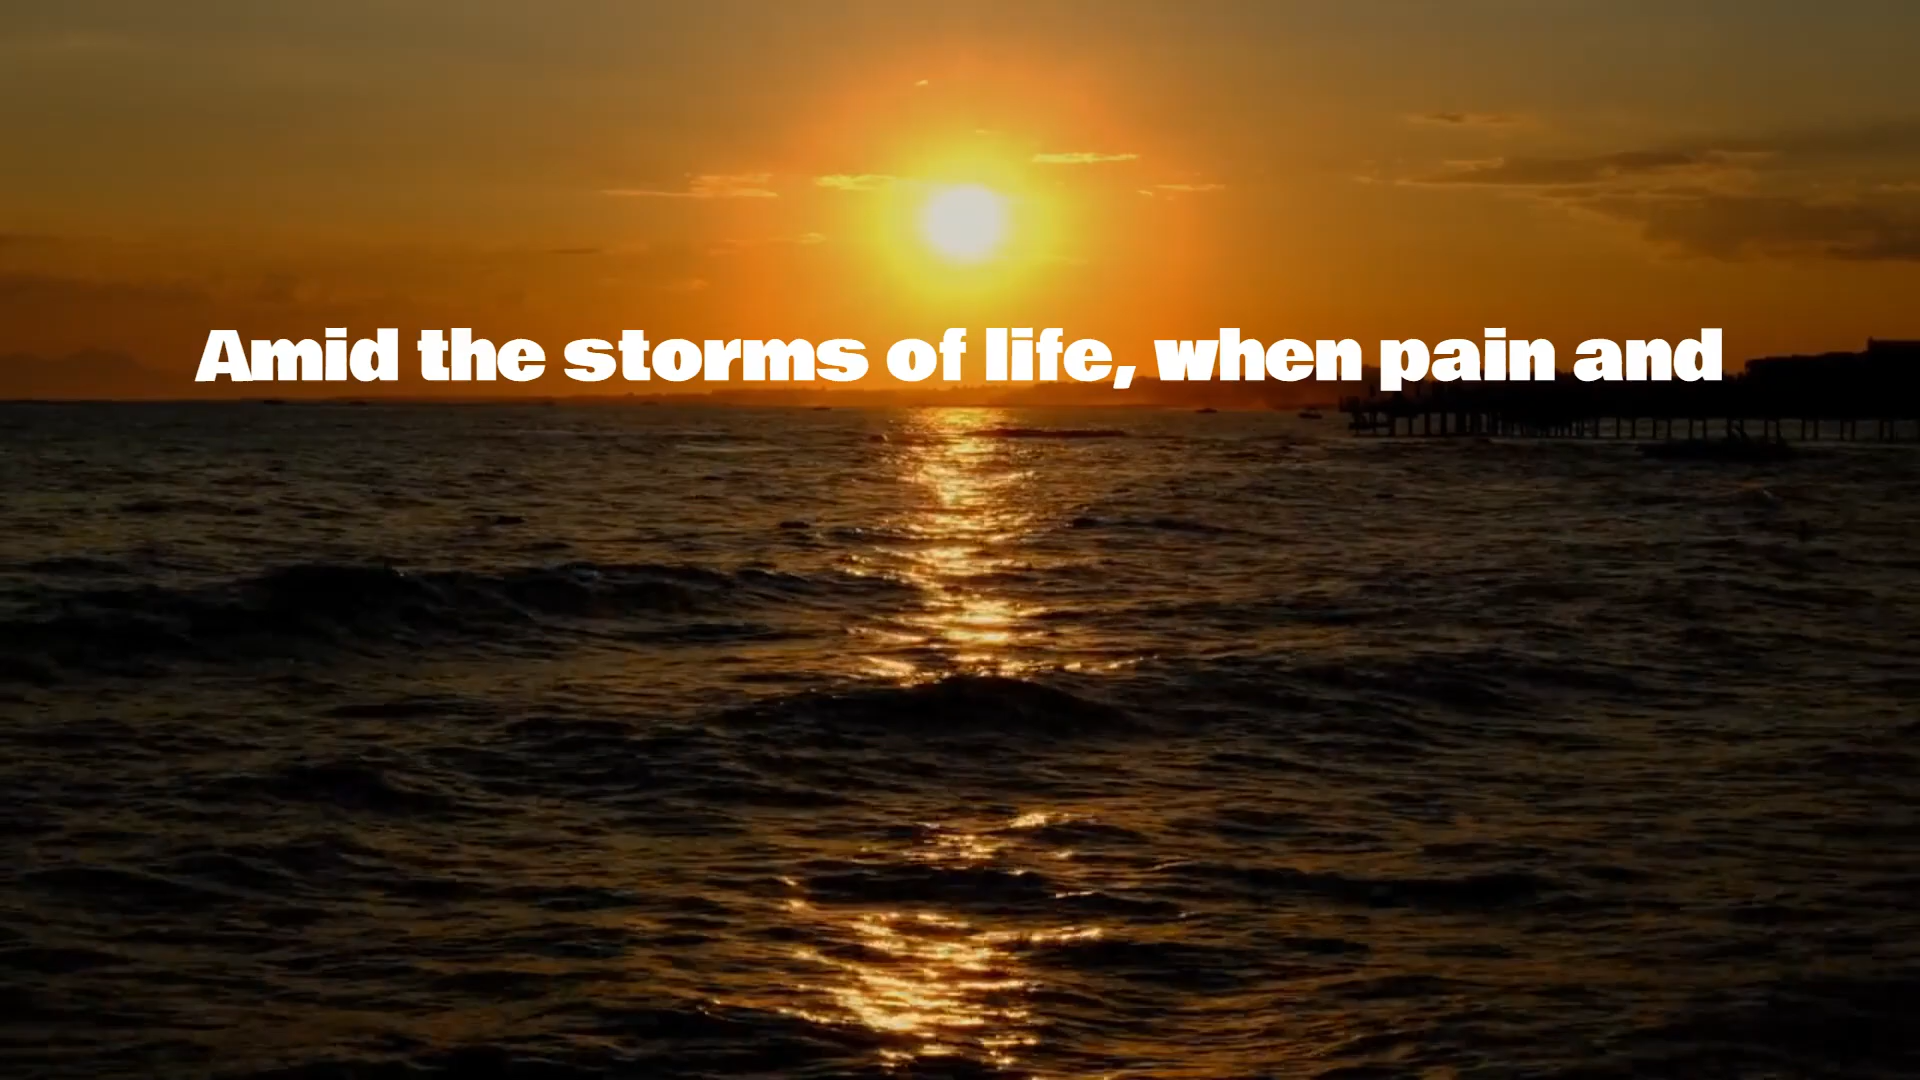 Amid the storms of life, when pain and